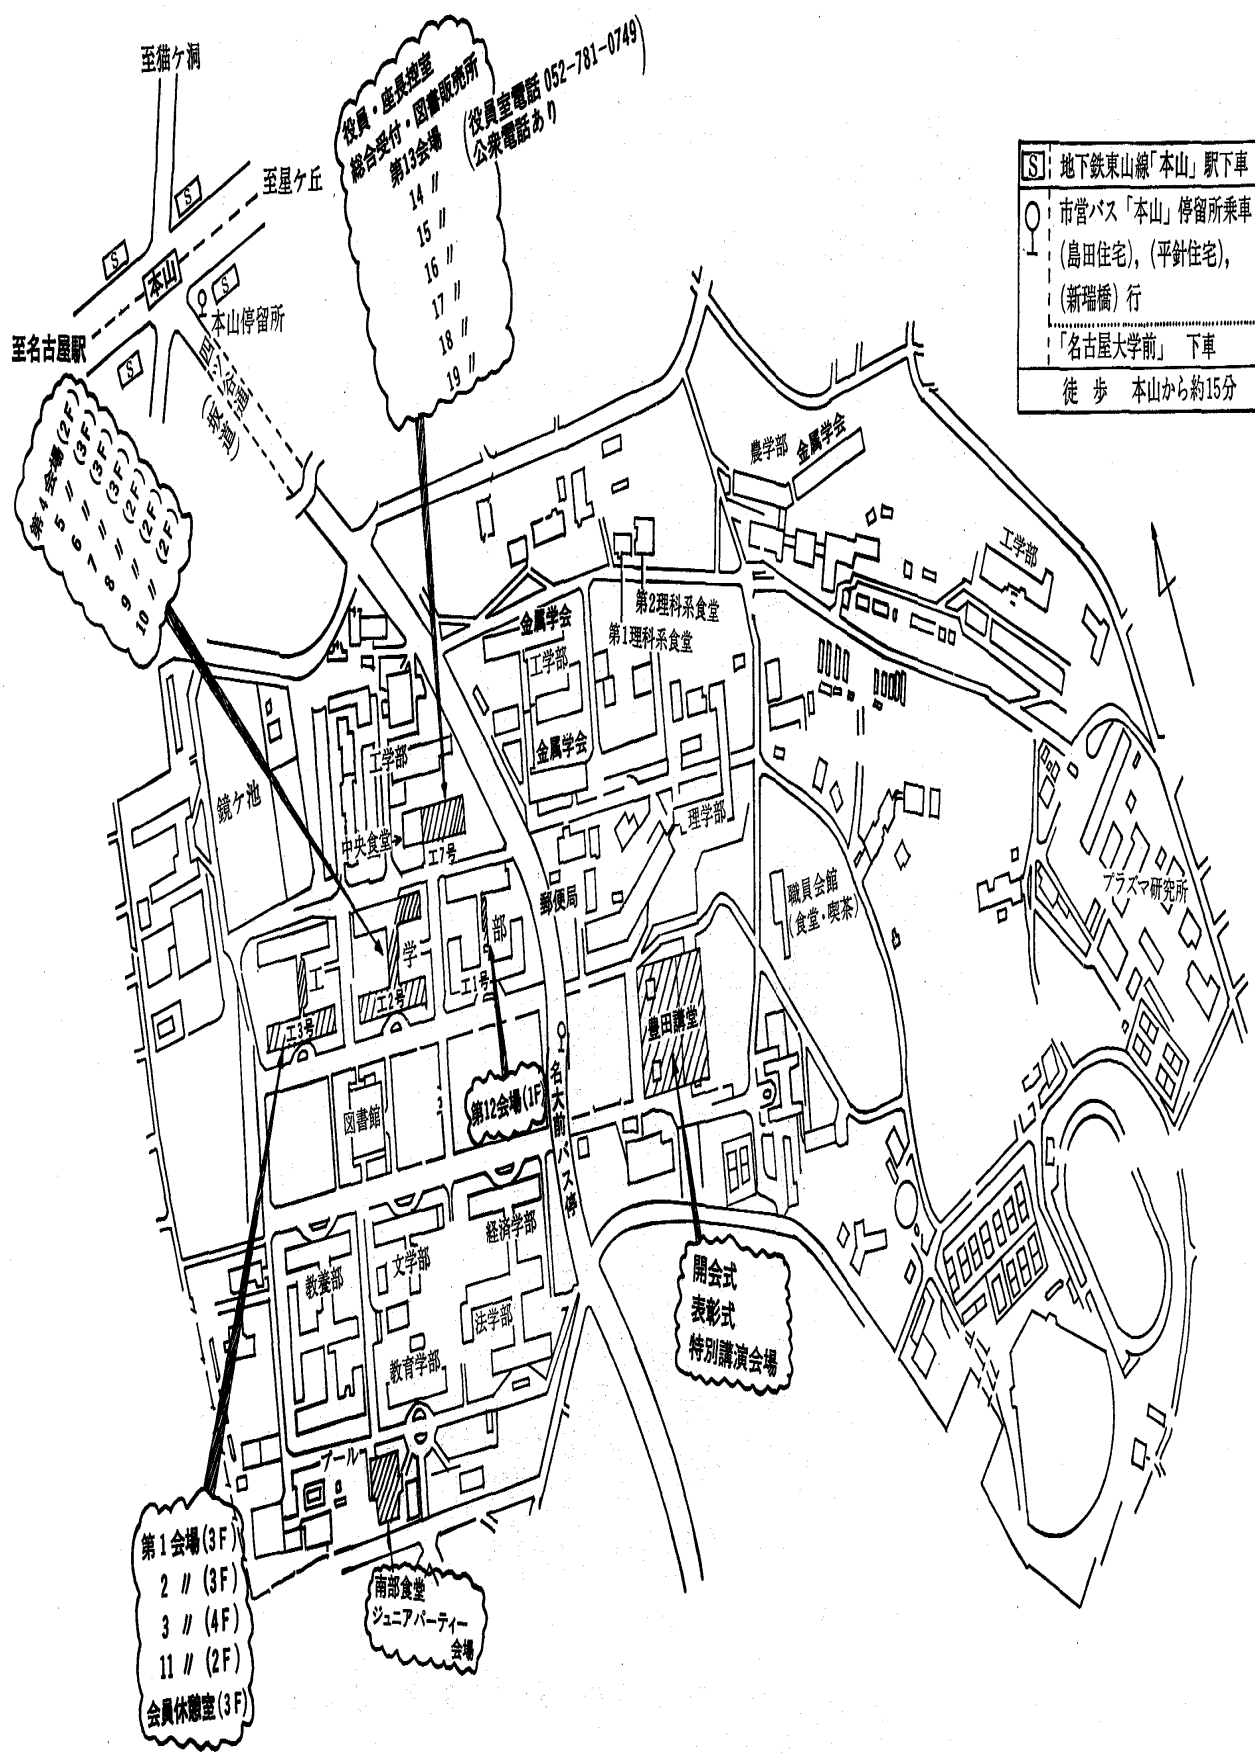 至猫ケ洞
至星ケ丘
S
S
本山
S
本山停留所
至名古屋駅
S
四ツ谷通
(坂道)
役員・座長控室
総合受付・図書販売所
第13会場
14 〃
15 〃
16 〃
17 〃
18 〃
19 〃
(役員室電話 052-781-0749)
公衆電話あり
S 地下鉄東山線「本山」駅下車
市営バス「本山」停留所乗車
(島田住宅), (平針住宅),
(新瑞橋) 行
「名古屋大学前」 下車
徒 歩 本山から約15分
第4会場(2F)
5 〃 (3F)
6 〃 (3F)
7 〃 (3F)
8 〃 (2F)
9 〃 (2F)
10 〃 (2F)
農学部
金属学会
工学部
第2理科系食堂
第1理科系食堂
金属学会
工学部
金属学会
工学部
鏡ケ池
中央食堂
工7号
理学部
郵便局
職員会館
(食堂・喫茶)
プラズマ研究所
工
学
部
工3号
工2号
工1号
豊田講堂
第12会場(1F)
名大前バス停
図書館
経済学部
文学部
教養部
法学部
教育学部
開会式
表彰式
特別講演会場
プール
第1会場(3F)
2 〃 (3F)
3 〃 (4F)
11 〃 (2F)
会員休憩室(3F)
南部食堂
ジュニアパーティー
会場